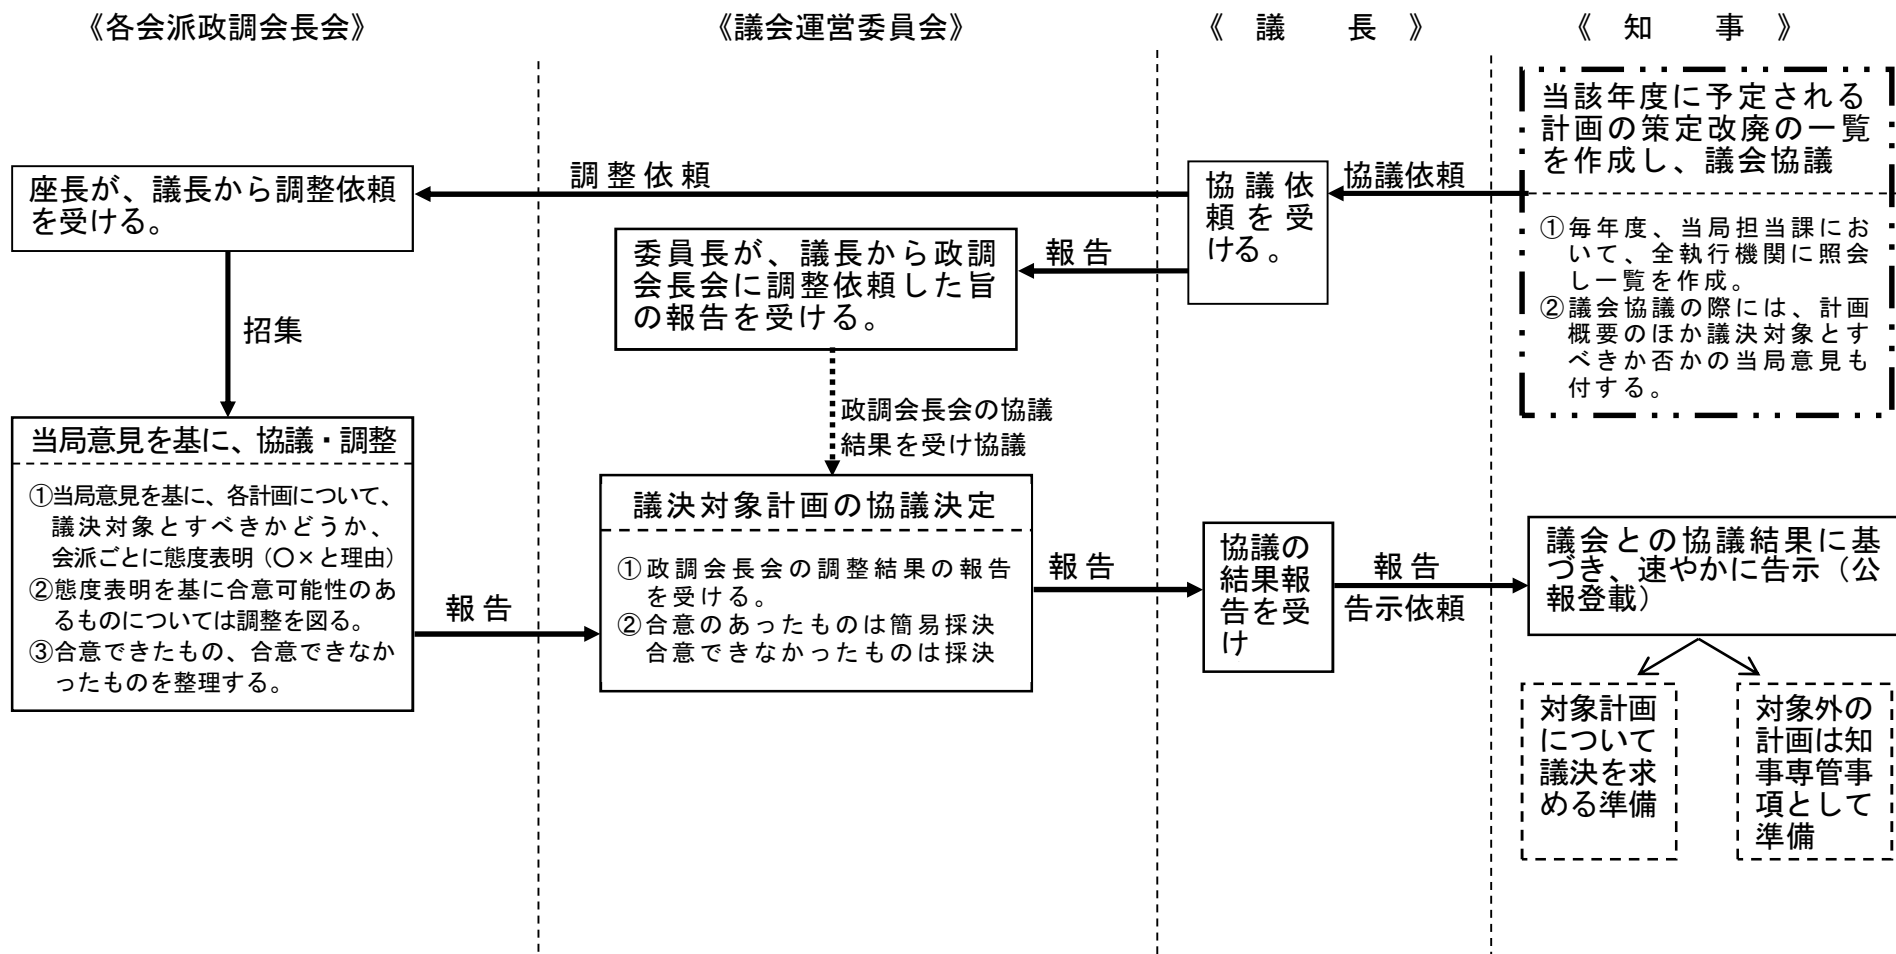 《各会派政調会長会》
《議会運営委員会》
《 議 長 》
《 知 事 》
当該年度に予定される
計画の策定改廃の一覧
を作成し、議会協議
①毎年度、当局担当課にお
いて、全執行機関に照会
し一覧を作成。
②議会協議の際には、計画
概要のほか議決対象とす
べきか否かの当局意見も
付する。
協議依頼
協議依
頼を受
ける。
調整依頼
座長が、議長から調整依頼
を受ける。
報告
委員長が、議長から政調
会長会に調整依頼した旨
の報告を受ける。
招集
政調会長会の協議
結果を受け協議
当局意見を基に、協議・調整
①当局意見を基に、各計画について、
議決対象とすべきかどうか、
会派ごとに態度表明（〇×と理由）
②態度表明を基に合意可能性のあ
るものについては調整を図る。
③合意できたもの、合意できなか
ったものを整理する。
報告
議決対象計画の協議決定
①政調会長会の調整結果の報告
を受ける。
②合意のあったものは簡易採決
合意できなかったものは採決
報告
協議の
結果報
告を受
け
報告
告示依頼
議会との協議結果に基
づき、速やかに告示（公
報登載）
対象計画
について
議決を求
める準備
対象外の
計画は知
事専管事
項として
準備